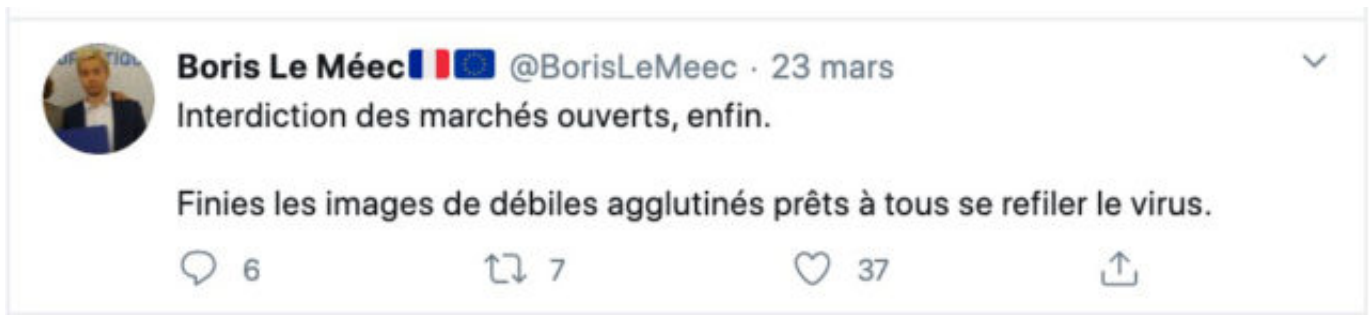 Boris Le Méec🇫🇷🇪🇺 @BorisLeMeec · 23 mars
Interdiction des marchés ouverts, enfin.
Finies les images de débiles agglutinés prêts à tous se refiler le virus.
6 7 37